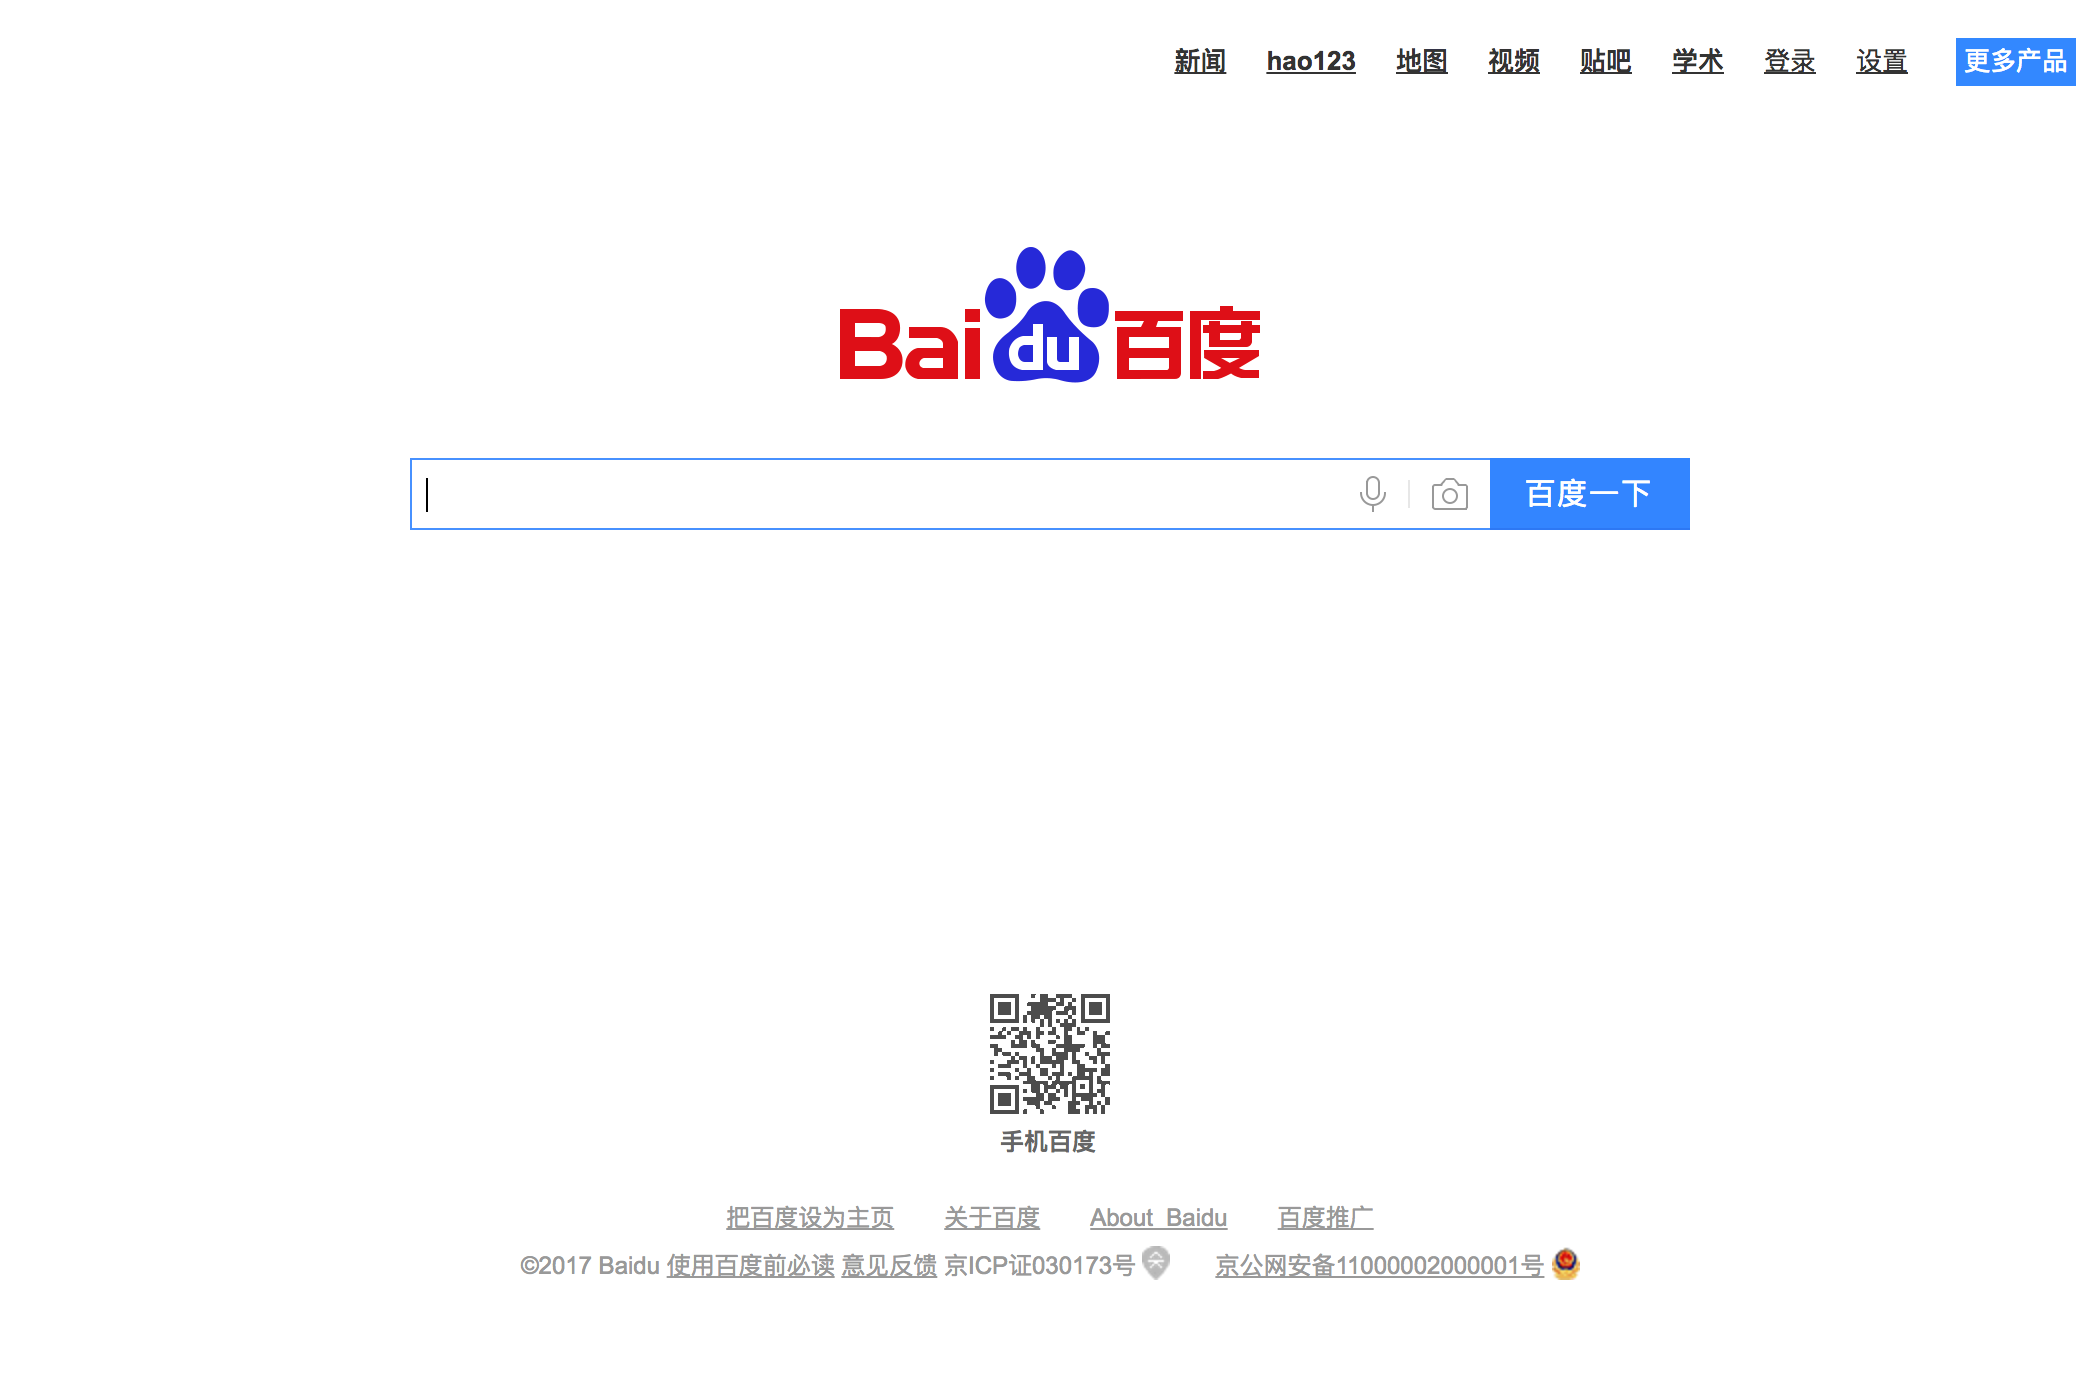 新闻 hao123 地图 视频 贴吧 学术 登录 设置 更多产品
Bai du 百度
百度一下
手机百度
把百度设为主页 关于百度 About Baidu 百度推广
©2017 Baidu 使用百度前必读 意见反馈 京ICP证030173号 京公网安备11000002000001号